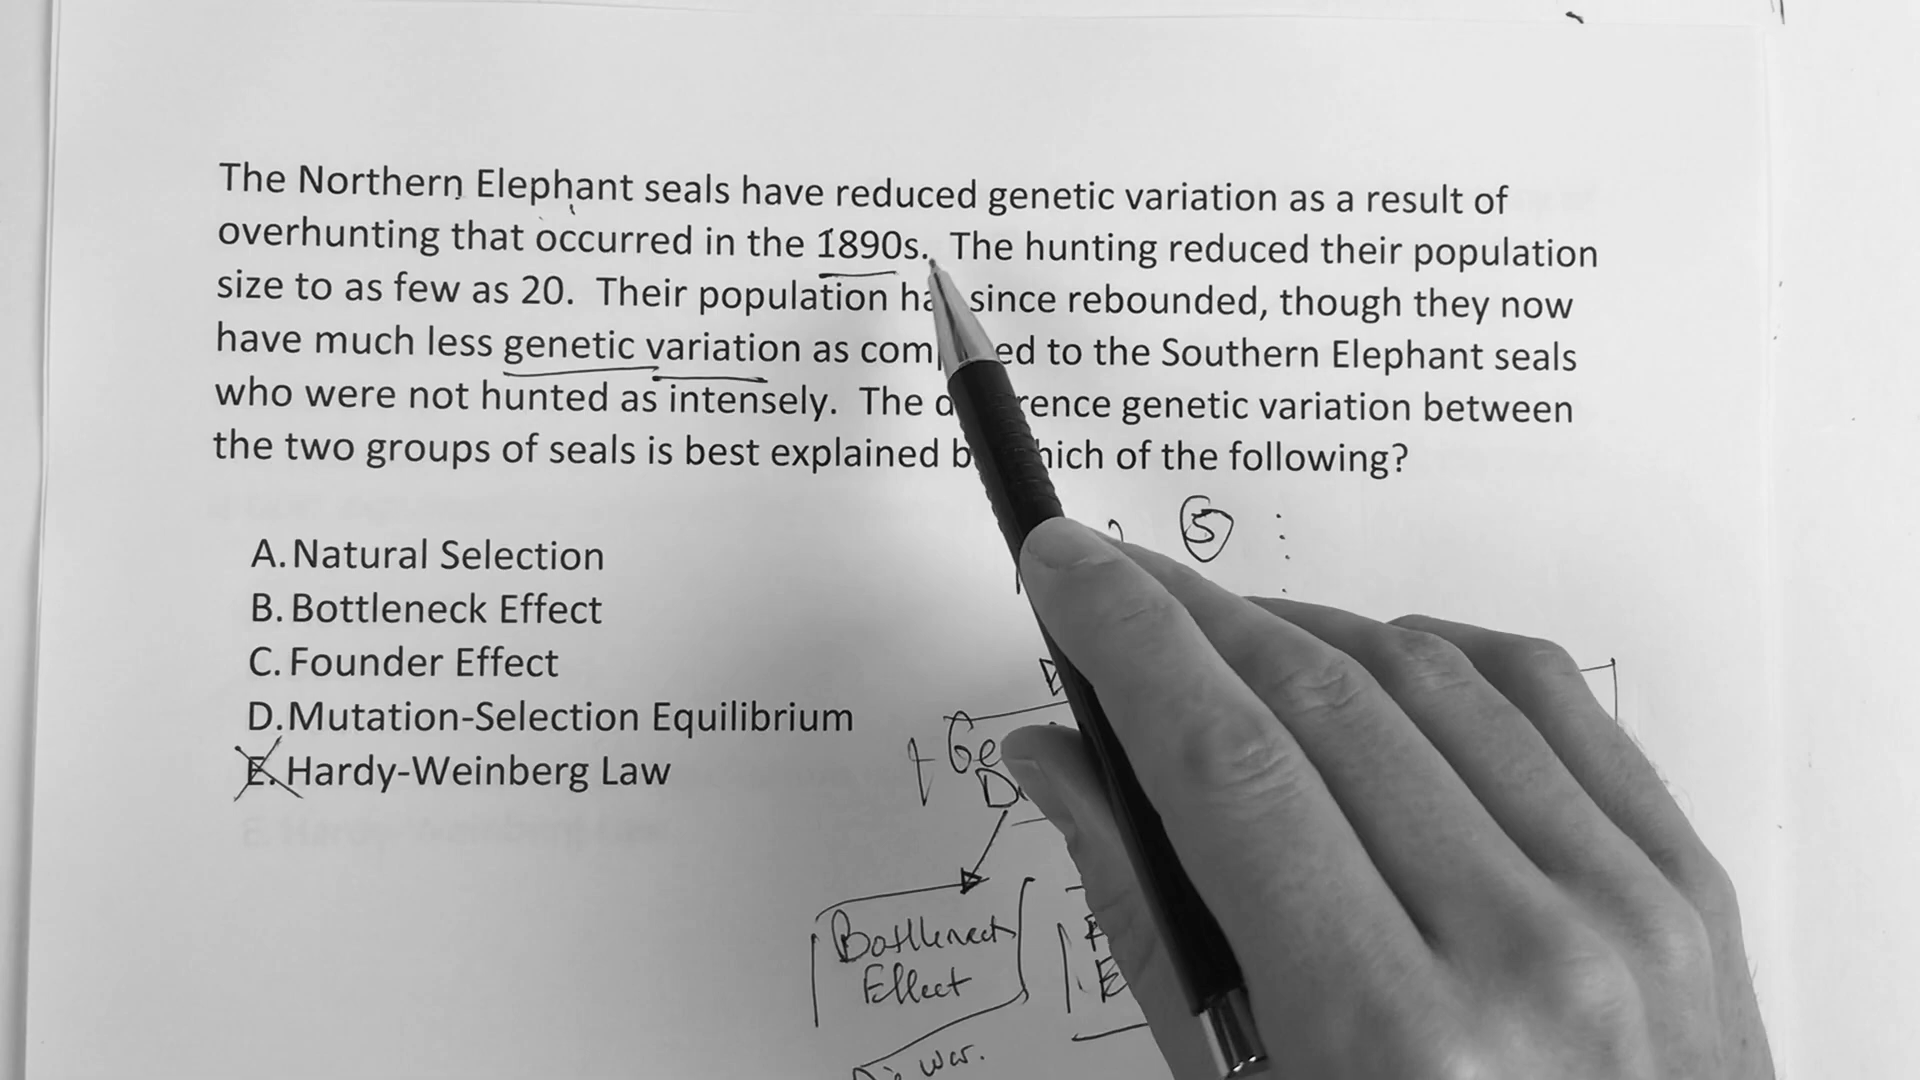 The Northern Elephant seals have reduced genetic variation as a result of
overhunting that occurred in the 1890s. The hunting reduced their population
size to as few as 20. Their population since rebounded, though they now
have much less genetic variation as to the Southern Elephant seals
who were not hunted as intensely. The genetic variation between
the two groups of seals is best explained of the following?
5
A. Natural Selection
B. Bottleneck Effect
C. Founder Effect
D. Mutation-Selection Equilibrium
E. Hardy-Weinberg Law
Bottleneck
Effect